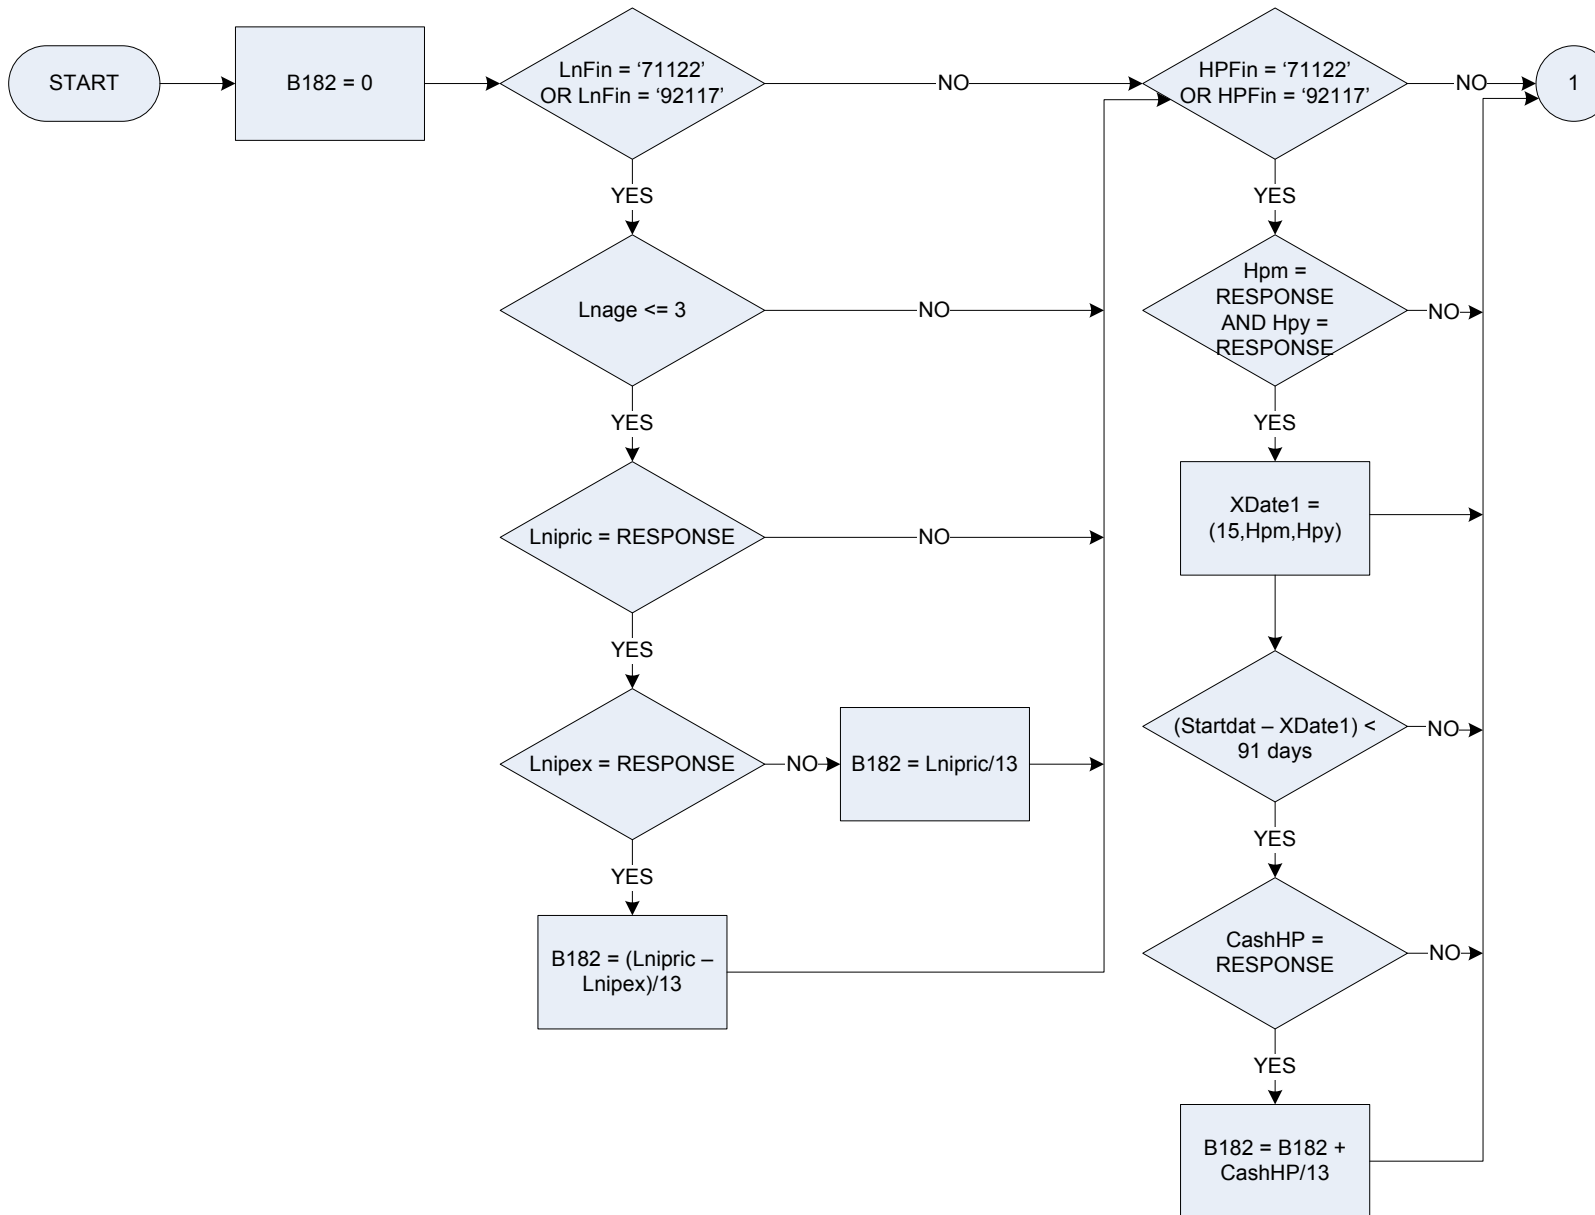 START
B182 = 0
LnFin = ‘71122’
OR LnFin = ‘92117’
NO
HPFin = ‘71122’
OR HPFin = ‘92117’
NO
1
YES
YES
Lnage <= 3
NO
Hpm =
RESPONSE
AND Hpy =
RESPONSE
NO
YES
YES
Lnipric = RESPONSE
NO
XDate1 =
(15,Hpm,Hpy)
YES
Lnipex = RESPONSE
NO
B182 = Lnipric/13
(Startdat – XDate1) <
91 days
NO
YES
YES
B182 = (Lnipric –
Lnipex)/13
CashHP =
RESPONSE
NO
YES
B182 = B182 +
CashHP/13